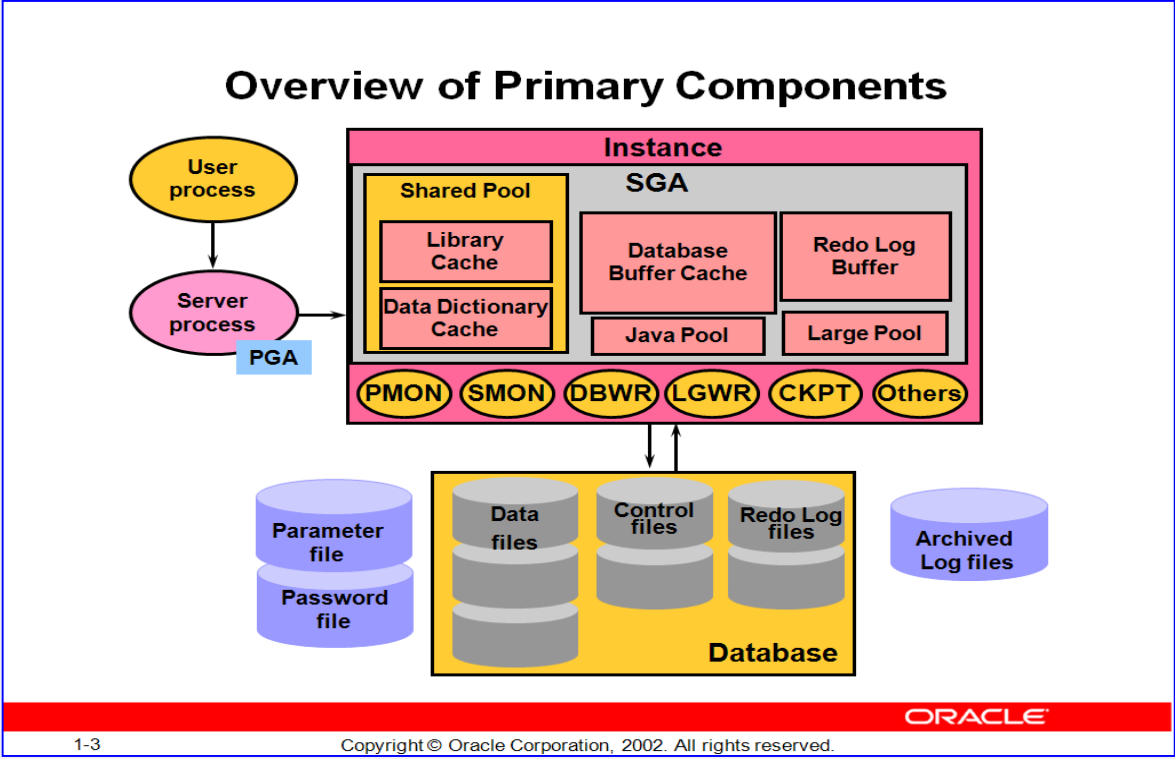 Overview of Primary Components
User
process
Server
process
PGA
Instance
SGA
Shared Pool
Library
Cache
Data Dictionary
Cache
Database
Buffer Cache
Redo Log
Buffer
Java Pool
Large Pool
PMON
SMON
DBWR
LGWR
CKPT
Others
Parameter
file
Password
file
Data
files
Control
files
Redo Log
files
Database
Archived
Log files
ORACLE®
1-3
Copyright © Oracle Corporation, 2002. All rights reserved.